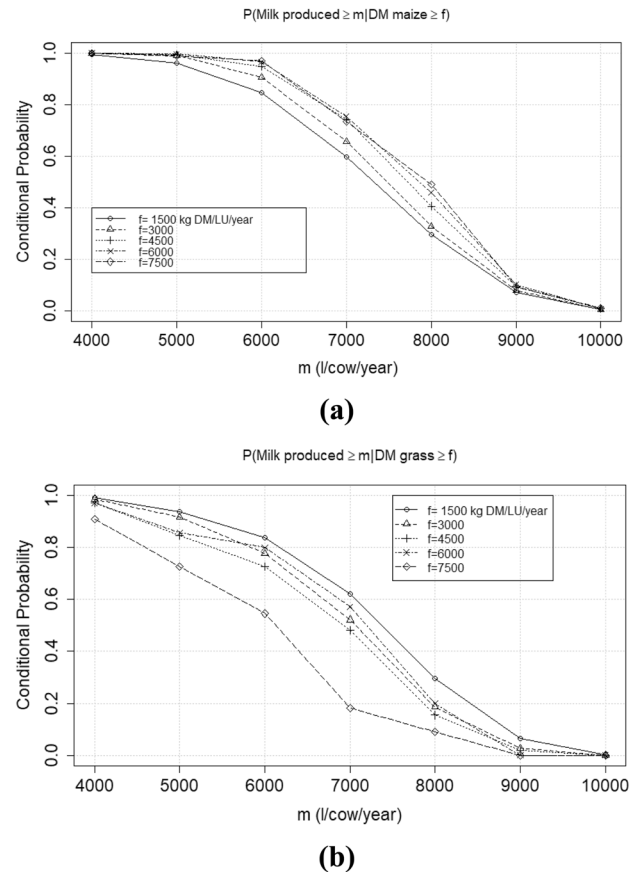 P(Milk produced ≥ m|DM maize ≥ f)
Conditional Probability
1.0
0.8
0.6
0.4
0.2
0.0
f= 1500 kg DM/LU/year
f=3000
f=4500
f=6000
f=7500
4000 5000 6000 7000 8000 9000 10000
m (l/cow/year)
(a)
P(Milk produced ≥ m|DM grass ≥ f)
Conditional Probability
1.0
0.8
0.6
0.4
0.2
0.0
f= 1500 kg DM/LU/year
f=3000
f=4500
f=6000
f=7500
4000 5000 6000 7000 8000 9000 10000
m (l/cow/year)
(b)